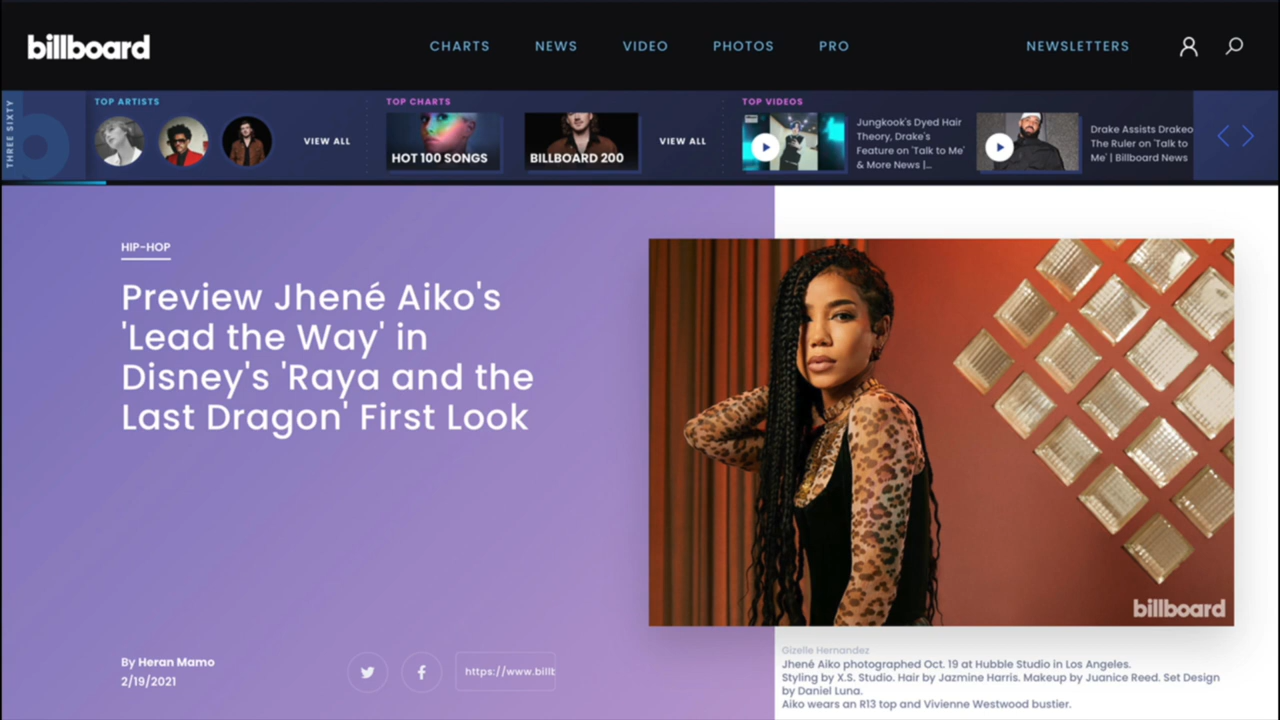 billboard
CHARTS
NEWS
VIDEO
PHOTOS
PRO
NEWSLETTERS
THREE SIXTY
b
TOP ARTISTS
VIEW ALL
TOP CHARTS
HOT 100 SONGS
BILLBOARD 200
VIEW ALL
TOP VIDEOS
Jungkook's Dyed Hair
Theory, Drake's
Feature on 'Talk to Me'
& More News |...
Drake Assists Drakeo
The Ruler on 'Talk to
Me' | Billboard News
HIP-HOP
Preview Jhené Aiko's
'Lead the Way' in
Disney's 'Raya and the
Last Dragon' First Look
By Heran Mamo
2/19/2021
https://www.billb
billboard
Gizelle Hernandez
Jhené Aiko photographed Oct. 19 at Hubble Studio in Los Angeles.
Styling by X.S. Studio. Hair by Jazmine Harris. Makeup by Juanice Reed. Set Design
by Daniel Luna.
Aiko wears an R13 top and Vivienne Westwood bustier.